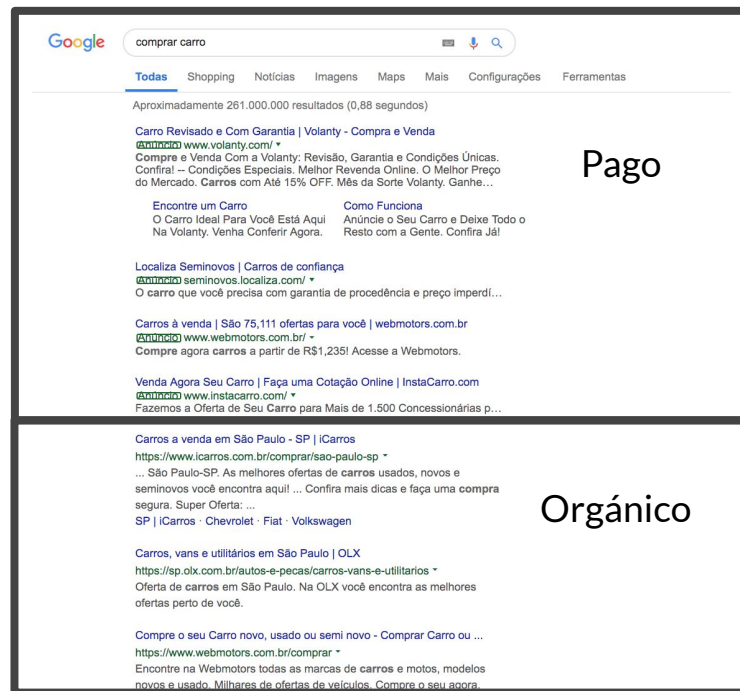 Google
comprar carro
Todas Shopping Notícias Imagens Maps Mais Configurações Ferramentas
Aproximadamente 261.000.000 resultados (0,88 segundos)
Carro Revisado e Com Garantia | Volanty - Compra e Venda
Anúncio www.volanty.com/
Compre e Venda Com a Volanty: Revisão, Garantia e Condições Únicas.
Confira! -- Condições Especiais. Melhor Revenda Online. O Melhor Preço
do Mercado. Carros com Até 15% OFF. Mês da Sorte Volanty. Ganhe…
Pago
Encontre um Carro
O Carro Ideal Para Você Está Aqui
Na Volanty. Venha Conferir Agora.
Como Funciona
Anúncie o Seu Carro e Deixe Todo o
Resto com a Gente. Confira Já!
Localiza Seminovos | Carros de confiança
Anúncio seminovos.localiza.com/
O carro que você precisa com garantia de procedência e preço imperdí…
Carros à venda | São 75,111 ofertas para você | webmotors.com.br
Anúncio www.webmotors.com.br/
Compre agora carros a partir de R$1,235! Acesse a Webmotors.
Venda Agora Seu Carro | Faça uma Cotação Online | InstaCarro.com
Anúncio www.instacarro.com/
Fazemos a Oferta de Seu Carro para Mais de 1.500 Concessionárias p…
Carros a venda em São Paulo - SP | iCarros
https://www.icarros.com.br/comprar/sao-paulo-sp
... São Paulo-SP. As melhores ofertas de carros usados, novos e
seminovos você encontra aqui! ... Confira mais dicas e faça uma compra
segura. Super Oferta: ...
SP | iCarros · Chevrolet · Fiat · Volkswagen
Orgánico
Carros, vans e utilitários em São Paulo | OLX
https://sp.olx.com.br/autos-e-pecas/carros-vans-e-utilitarios
Oferta de carros em São Paulo. Na OLX você encontra as melhores
ofertas perto de você.
Compre o seu Carro novo, usado ou semi novo - Comprar Carro ou ...
https://www.webmotors.com.br/comprar
Encontre na Webmotors todas as marcas de carros e motos, modelos
novos e usado. Milhares de ofertas de veículos. Compre o seu agora.